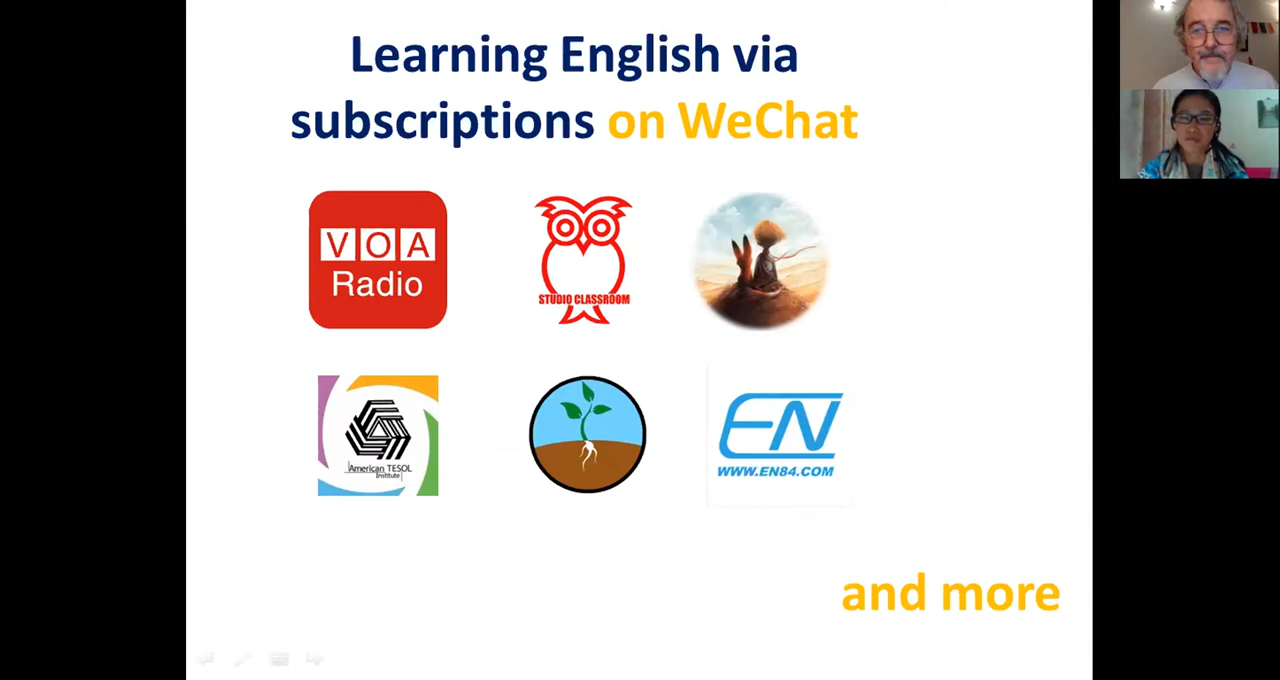 Learning English via
subscriptions on WeChat
VOA
Radio
STUDIO CLASSROOM
American TESOL
Institute
EN
WWW.EN84.COM
and more